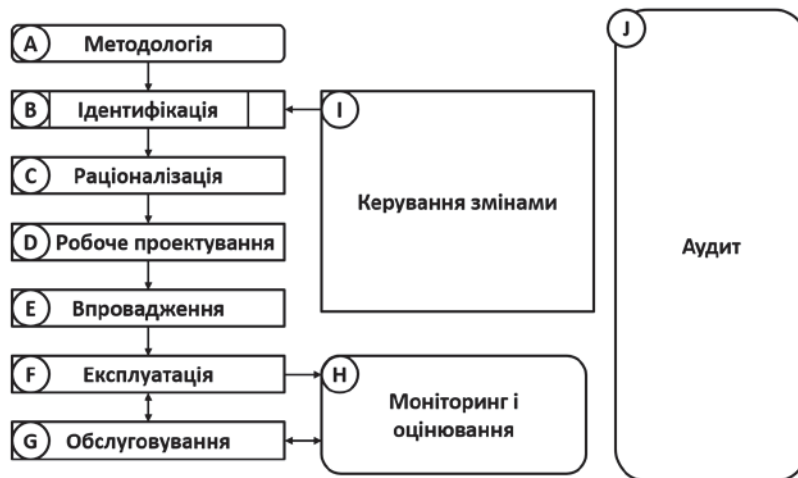 A Методологія
B Ідентифікація
C Раціоналізація
D Робоче проектування
E Впровадження
F Експлуатація
G Обслуговування
I
Керування змінами
H
Моніторинг і
оцінювання
J
Аудит